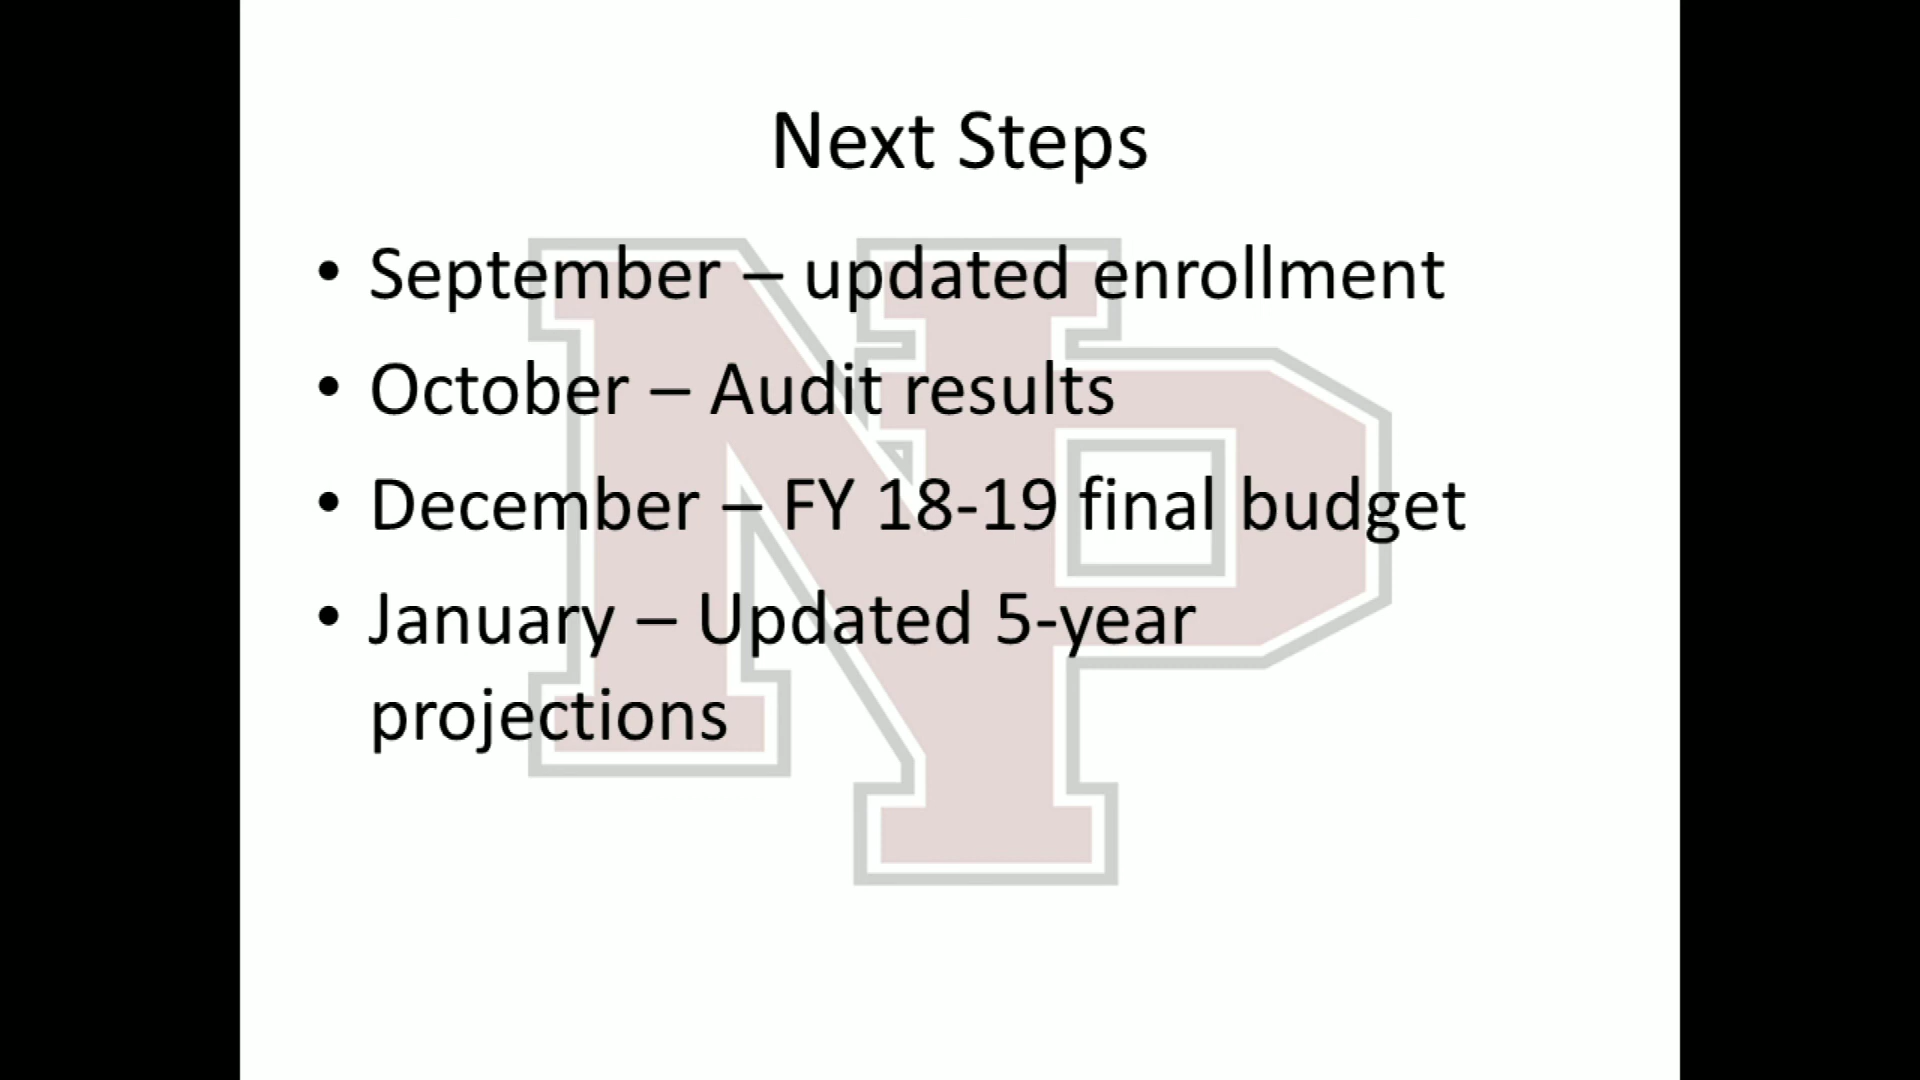 Next Steps
• September – updated enrollment
• October – Audit results
• December – FY 18-19 final budget
• January – Updated 5-year
projections
NP